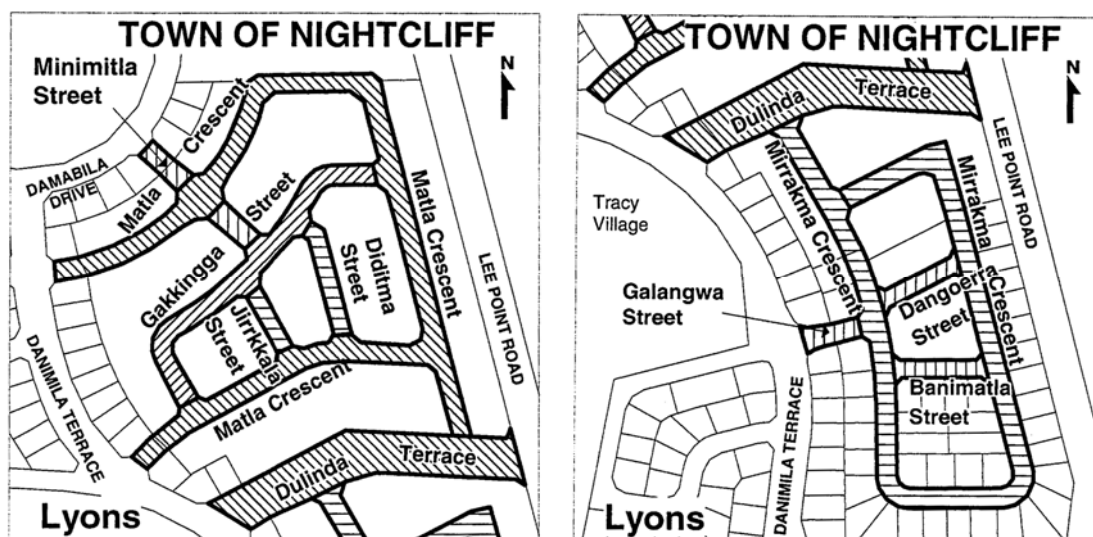 TOWN OF NIGHTCLIFF
Minimitla
Street
N
Crescent
DAMABILA
DRIVE
Matla
Street
Matla Crescent
Gakkingga
Diditma
Street
LEE POINT ROAD
Jirrkkala
Street
DANIMILA TERRACE
Matla Crescent
Dulinda
Terrace
Lyons
TOWN OF NIGHTCLIFF
N
Dulinda
Terrace
LEE POINT ROAD
Mirrakma Crescent
Mirrakma
Crescent
Tracy
Village
Galangwa
Street
Dangoerra
Street
Banimatla
Street
DANIMILA TERRACE
Lyons